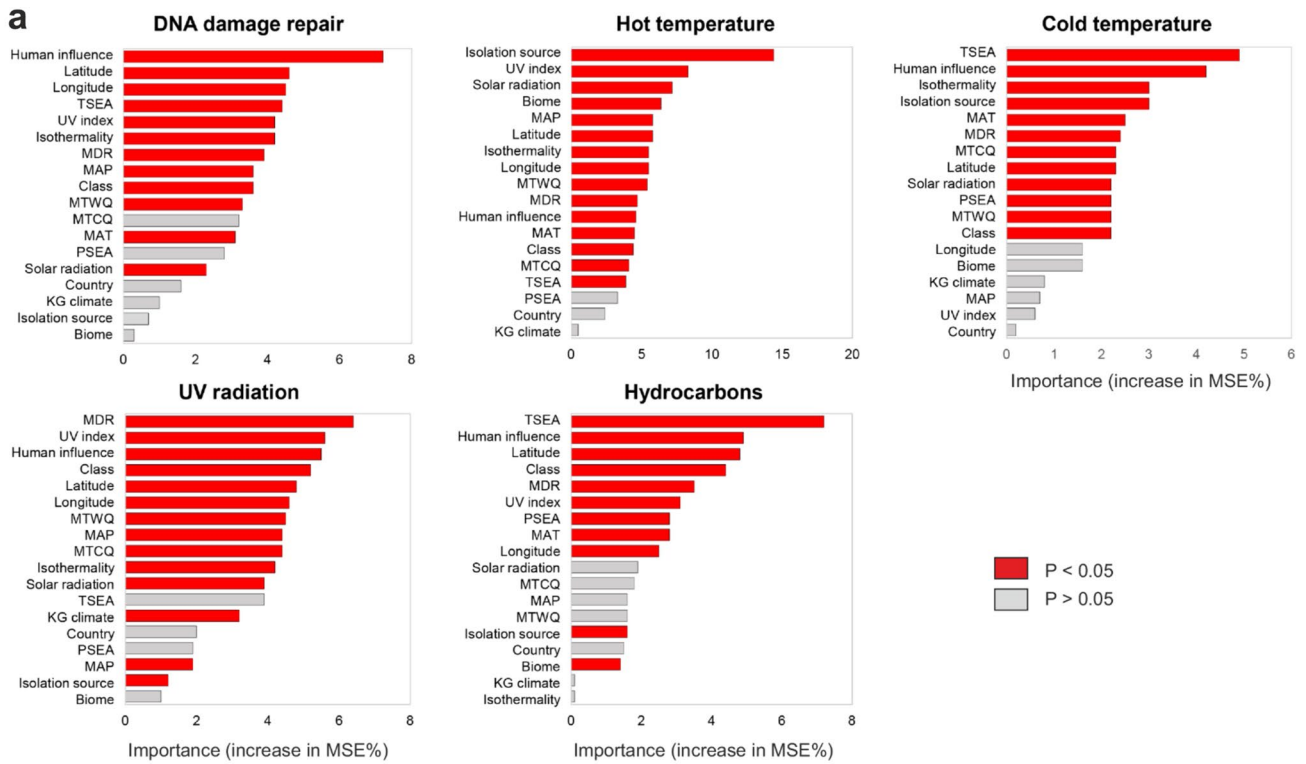 a
DNA damage repair
Human influence
Latitude
Longitude
TSEA
UV index
Isothermality
MDR
MAP
Class
MTWQ
MTCQ
MAT
PSEA
Solar radiation
Country
KG climate
Isolation source
Biome
0 2 4 6 8
Hot temperature
Isolation source
UV index
Solar radiation
Biome
MAP
Latitude
Isothermality
Longitude
MTWQ
MDR
Human influence
MAT
Class
MTCQ
TSEA
PSEA
Country
KG climate
0 5 10 15 20
Cold temperature
TSEA
Human influence
Isothermality
Isolation source
MAT
MDR
MTCQ
Latitude
Solar radiation
PSEA
MTWQ
Class
Longitude
Biome
KG climate
MAP
UV index
Country
0 1 2 3 4 5 6
Importance (increase in MSE%)
UV radiation
MDR
UV index
Human influence
Class
Latitude
Longitude
MTWQ
MAP
MTCQ
Isothermality
Solar radiation
TSEA
KG climate
Country
PSEA
MAP
Isolation source
Biome
0 2 4 6 8
Importance (increase in MSE%)
Hydrocarbons
TSEA
Human influence
Latitude
Class
MDR
UV index
PSEA
MAT
Longitude
Solar radiation
MTCQ
MAP
MTWQ
Isolation source
Country
Biome
KG climate
Isothermality
0 2 4 6 8
Importance (increase in MSE%)
P < 0.05
P > 0.05